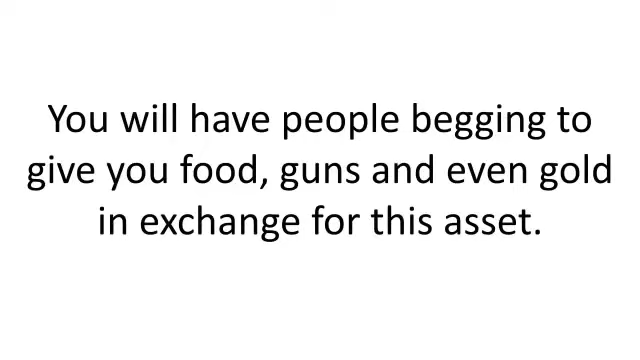 You will have people begging to
give you food, guns and even gold
in exchange for this asset.